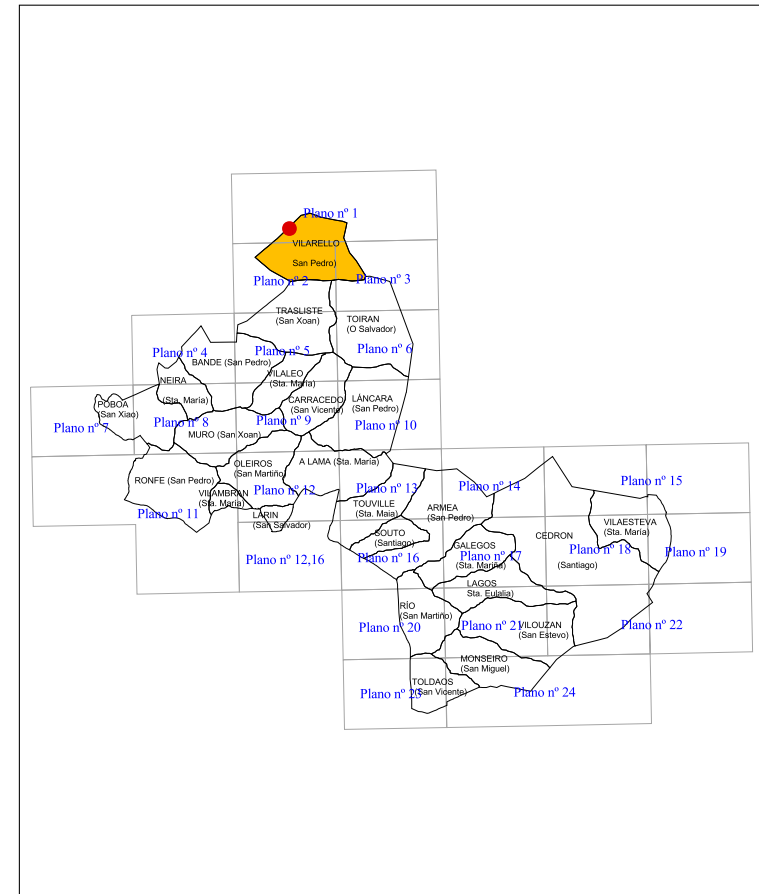 Plano nº 1
VILARELLO
San Pedro)
Plano nº 2
Plano nº 3
TRASLISTE
(San Xoan)
TOIRAN
(O Salvador)
Plano nº 4
Plano nº 5
Plano nº 6
BANDE (San Pedro)
VILALEO
(Sta. María)
NEIRA
(Sta. María)
POBOA
(San Xiao)
CARRACEDO
(San Vicente)
LÁNCARA
(San Pedro)
Plano nº 7
Plano nº 8
Plano nº 9
Plano nº 10
MURO (San Xoan)
OLEIROS
(San Martiño)
A LAMA (Sta. María)
RONFE (San Pedro)
VILAMBRAN
(Sta. María)
Plano nº 11
Plano nº 12
LARIN
(San Salvador)
Plano nº 13
TOUVILLE
(Sta. Maia)
Plano nº 14
ARMEA
(San Pedro)
Plano nº 15
VILAESTEVA
(Sta. María)
CEDRON
(Santiago)
SOUTO
(Santiago)
GALEGOS
(Sta. Mariña)
Plano nº 12,16
Plano nº 16
Plano nº 17
Plano nº 18
Plano nº 19
LAGOS
Sta. Eulalia)
RÍO
(San Martiño)
Plano nº 20
Plano nº 21
VILOUZAN
(San Estevo)
Plano nº 22
MONSEIRO
(San Miguel)
TOLDAOS
(San Vicente)
Plano nº 23
Plano nº 24